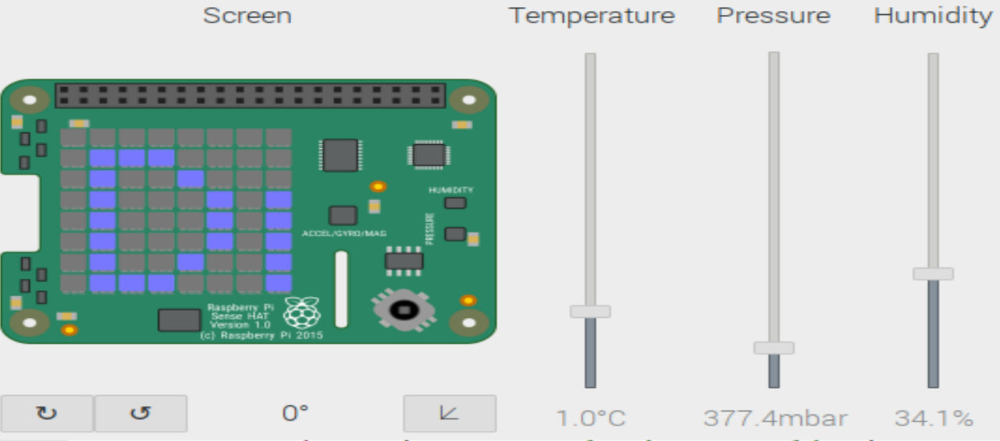 Screen
Temperature
Pressure
Humidity
HUMIDITY
PRESSURE
ACCEL/GYRO/MAG
Raspberry Pi
Sense HAT
Version 1.0
(c) Raspberry Pi 2015
0°
1.0°C
377.4mbar
34.1%